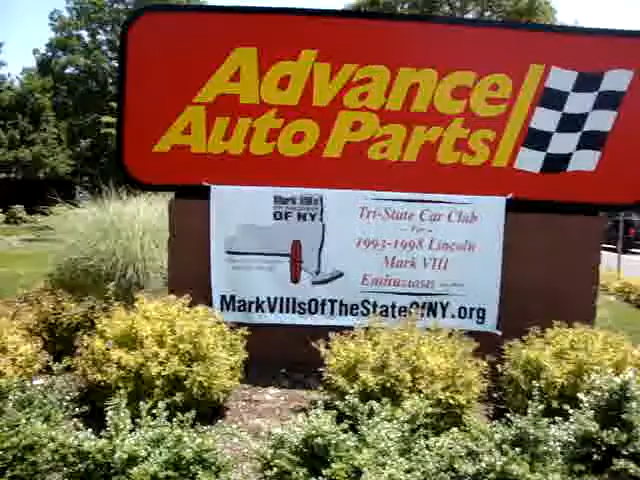 Advance
Auto Parts
Mark VIIIs
OF NY
Tri-State Car Club
- For -
1993-1998 Lincoln
Mark VIII
Enthusiasts
MarkVIIIsOfTheStateOfNY.org